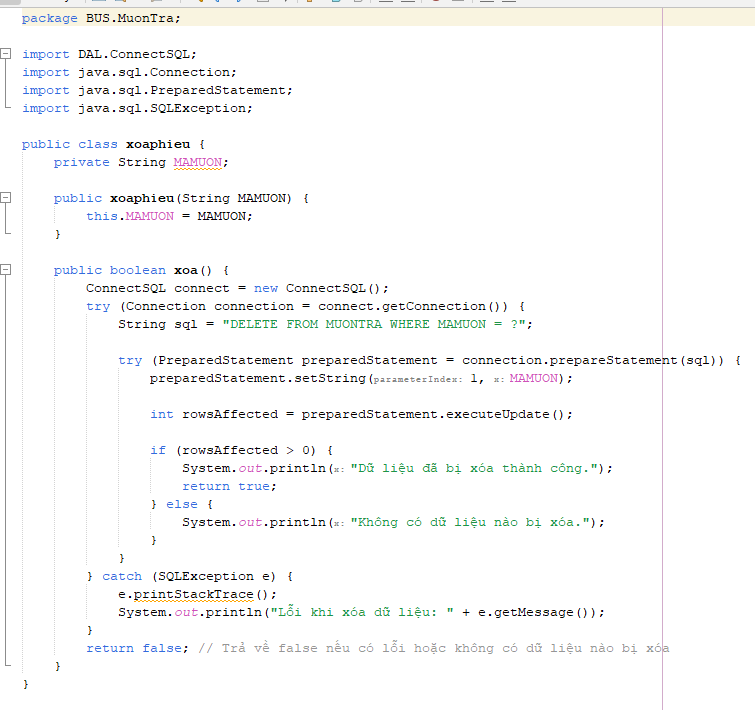 package BUS.MuonTra;
import DAL.ConnectSQL;
import java.sql.Connection;
import java.sql.PreparedStatement;
import java.sql.SQLException;
public class xoaphieu {
private String MAMUON;
public xoaphieu(String MAMUON) {
this.MAMUON = MAMUON;
}
public boolean xoa() {
ConnectSQL connect = new ConnectSQL();
try (Connection connection = connect.getConnection()) {
String sql = "DELETE FROM MUONTRA WHERE MAMUON = ?";
try (PreparedStatement preparedStatement = connection.prepareStatement(sql)) {
preparedStatement.setString(parameterIndex: 1, x: MAMUON);
int rowsAffected = preparedStatement.executeUpdate();
if (rowsAffected > 0) {
System.out.println(x: "Dữ liệu đã bị xóa thành công.");
return true;
} else {
System.out.println(x: "Không có dữ liệu nào bị xóa.");
}
}
} catch (SQLException e) {
e.printStackTrace();
System.out.println("Lỗi khi xóa dữ liệu: " + e.getMessage());
}
return false; // Trả về false nếu có lỗi hoặc không có dữ liệu nào bị xóa
}
}